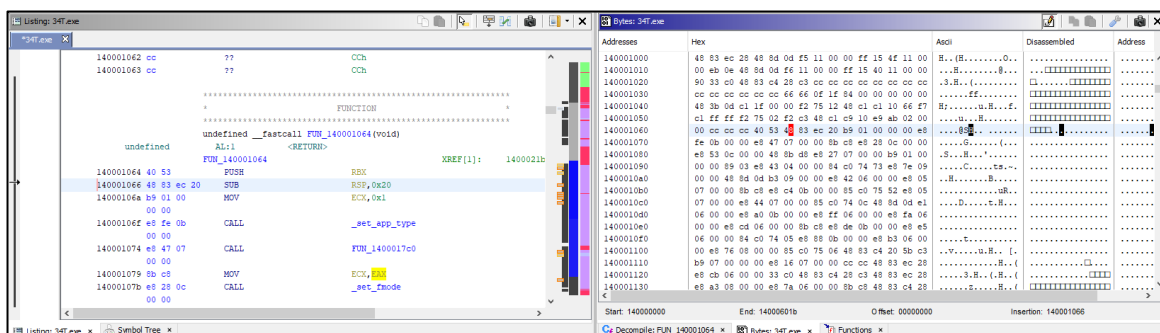 Listing: 34T.exe
*34T.exe
140001062 cc ?? CCh
140001063 cc ?? CCh
* FUNCTION *
undefined __fastcall FUN_140001064(void)
undefined AL:1 <RETURN>
FUN_140001064 XREF[1]: 1400021b
140001064 40 53 PUSH RBX
140001066 48 83 ec 20 SUB RSP,0x20
14000106a b9 01 00 MOV ECX,0x1
00 00
14000106f e8 fe 0b CALL _set_app_type
00 00
140001074 e8 47 07 CALL FUN_1400017c0
00 00
140001079 8b c8 MOV ECX,EAX
14000107b e8 28 0c CALL _set_fmode
00 00
Listing: 34T.exe
Symbol Tree
Bytes: 34T.exe
Addresses Hex Ascii Disassembled Address
140001000 48 83 ec 28 48 8d 0d f5 11 00 00 ff 15 4f 11 00 H..(H.......O..
140001010 00 eb 0e 48 8d 0d f6 11 00 00 ff 15 40 11 00 00 ...H........@...
140001020 90 33 c0 48 83 c4 28 c3 cc cc cc cc cc cc cc cc .3.H..(.........
140001030 cc cc cc cc cc cc 66 66 0f 1f 84 00 00 00 00 00 ......ff........
140001040 48 3b 0d c1 1f 00 00 f2 75 12 48 c1 c1 10 66 f7 H;......u.H...f.
140001050 c1 ff ff f2 75 02 f2 c3 48 c1 c9 10 e9 ab 02 00 ....u...H.......
140001060 00 cc cc cc 40 53 48 83 ec 20 b9 01 00 00 00 e8 ....@SH.. ......
140001070 fe 0b 00 00 e8 47 07 00 00 8b c8 e8 28 0c 00 00 .....G......(...
140001080 e8 53 0c 00 00 48 8b d8 e8 27 07 00 00 b9 01 00 .S...H...'......
140001090 00 00 89 03 e8 43 04 00 00 84 c0 74 73 e8 7e 09 .....C.....ts.~.
1400010a0 00 00 48 8d 0d b3 09 00 00 e8 42 06 00 00 e8 05 ..H.......B.....
1400010b0 07 00 00 8b c8 e8 c4 0b 00 00 85 c0 75 52 e8 05 ............uR..
1400010c0 07 00 00 e8 44 07 00 00 85 c0 74 0c 48 8d 0d e1 ....D.....t.H...
1400010d0 06 00 00 e8 a0 0b 00 00 e8 ff 06 00 00 e8 fa 06 ................
1400010e0 00 00 e8 cd 06 00 00 8b c8 e8 de 0b 00 00 e8 e5 ................
1400010f0 06 00 00 84 c0 74 05 e8 88 0b 00 00 e8 b3 06 00 .....t..........
140001100 00 e8 76 08 00 00 85 c0 75 06 48 83 c4 20 5b c3 ..v.....u.H.. [.
140001110 b9 07 00 00 00 e8 16 07 00 00 cc cc cc 48 83 ec .............H..
140001120 e8 cb 06 00 00 33 c0 48 83 c4 28 c3 48 83 ec 28 .....3.H..(.H..(
140001130 e8 a3 08 00 00 e8 7a 06 00 00 8b c8 48 83 c4 28 ......z.....H..(
Start: 140000000 End: 14000601b Offset: 00000000 Insertion: 140001066
Decompile: FUN_140001064
Bytes: 34T.exe
Functions